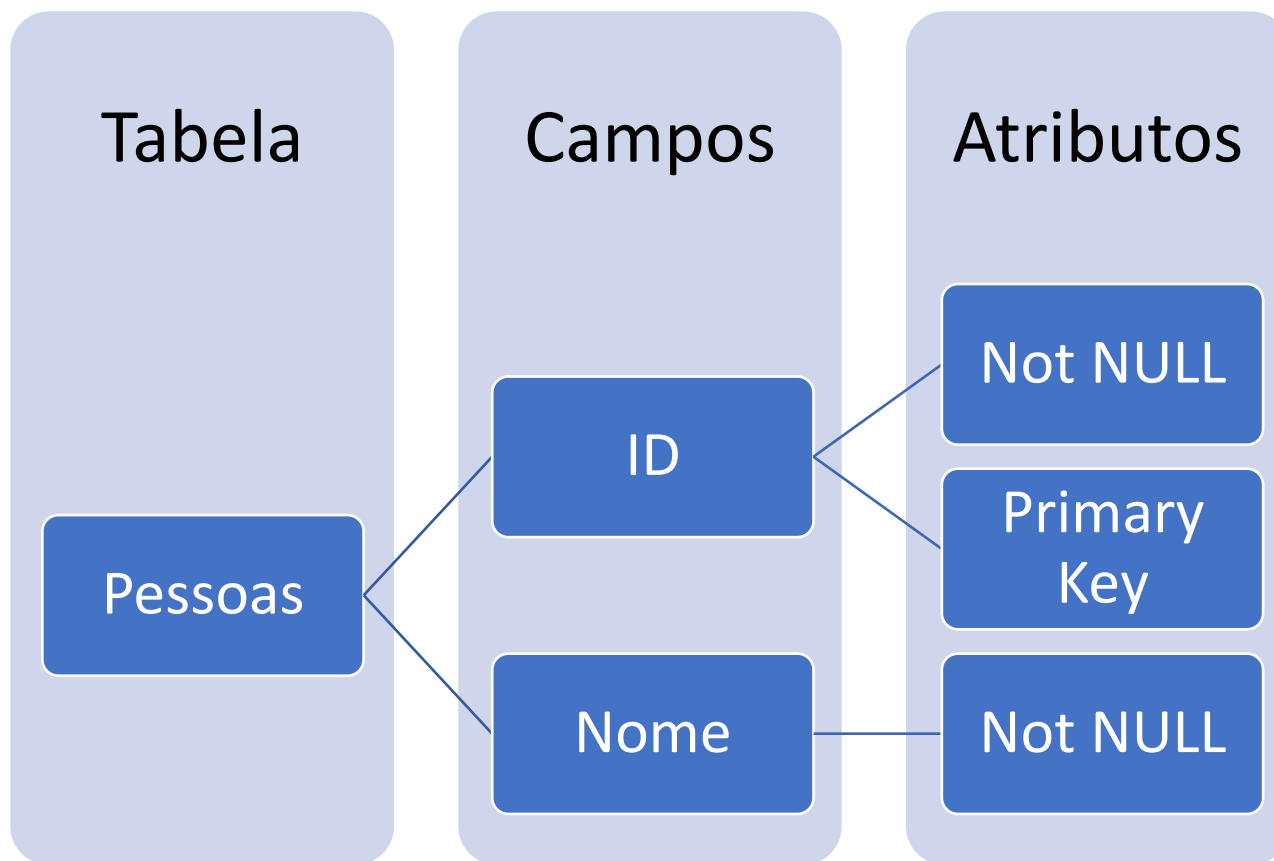 Tabela
Campos
Atributos
Pessoas
ID
Nome
Not NULL
Primary
Key
Not NULL